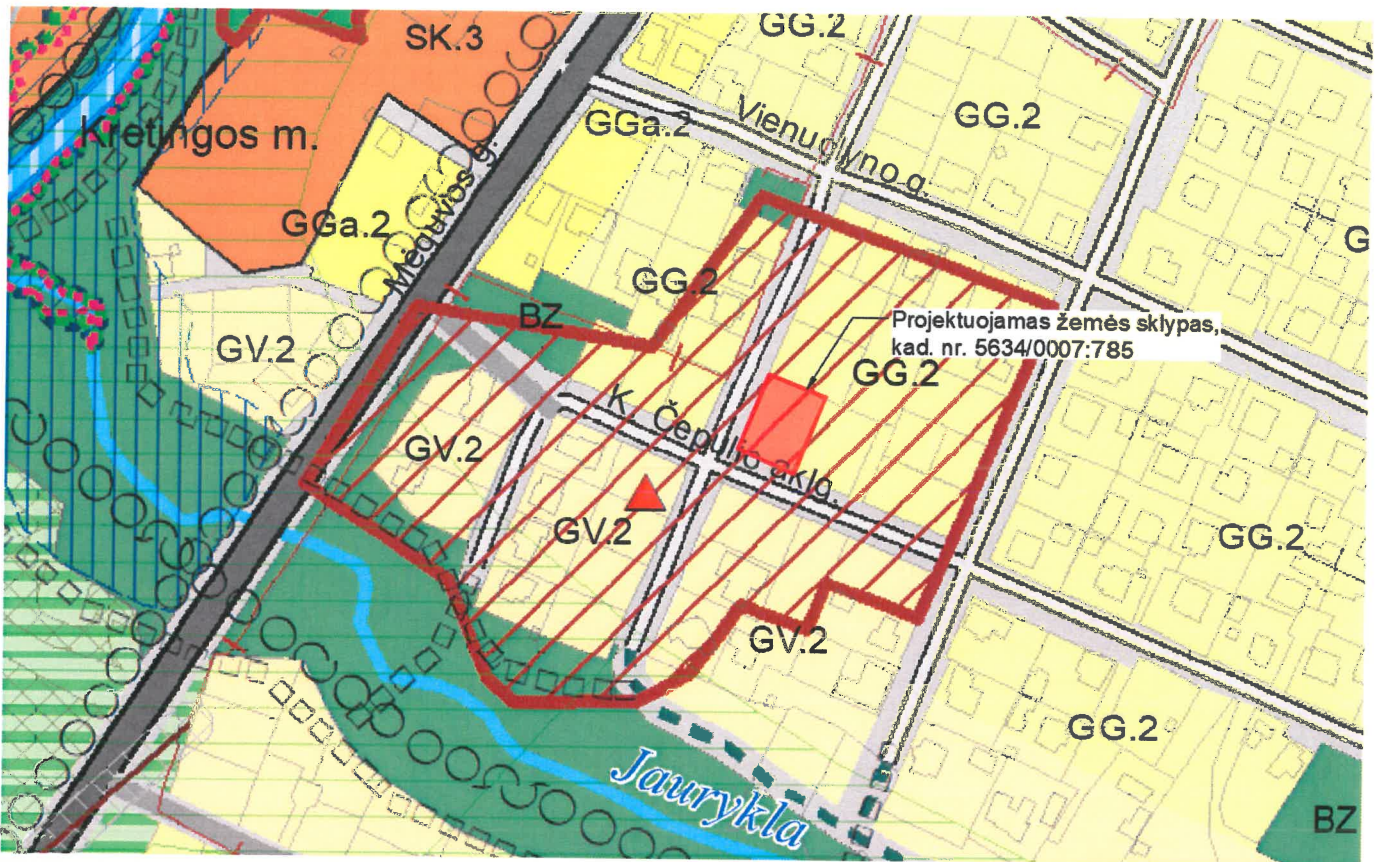 GG.2
SK.3
GGa.2
Vienuolyno g.
GG.2
Kretingos m.
GGa.2
Mėguvos g.
G
GG.2
BZ
Projektuojamas žemės sklypas,
kad. nr. 5634/0007:785
GV.2
GG.2
K. Čepulio aklg.
GV.2
GV.2
GG.2
GV.2
GG.2
Jaurykla
BZ